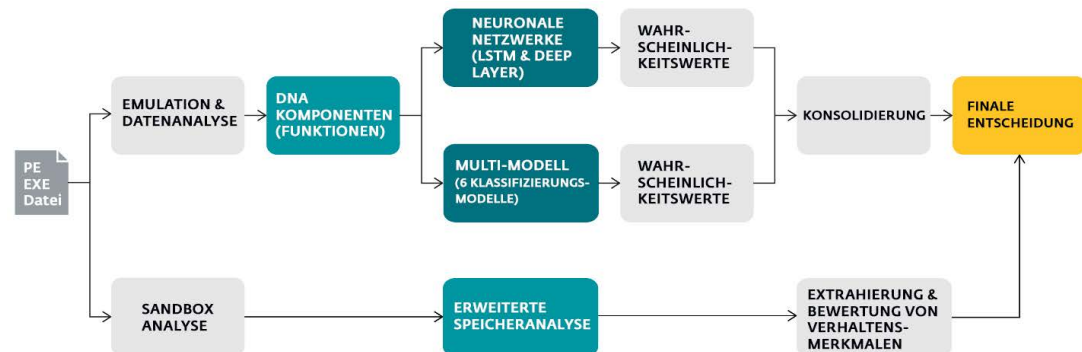 NEURONALE
NETZWERKE
(LSTM & DEEP
LAYER)
WAHR-
SCHEINLICH-
KEITSWERTE
EMULATION &
DATENANALYSE
DNA
KOMPONENTEN
(FUNKTIONEN)
KONSOLIDIERUNG
FINALE
ENTSCHEIDUNG
PE
EXE
Datei
MULTI-MODELL
(6 KLASSIFIZIERUNGS-
MODELLE)
WAHR-
SCHEINLICH-
KEITSWERTE
SANDBOX
ANALYSE
ERWEITERTE
SPEICHERANALYSE
EXTRAHIERUNG &
BEWERTUNG VON
VERHALTENS-
MERKMALEN